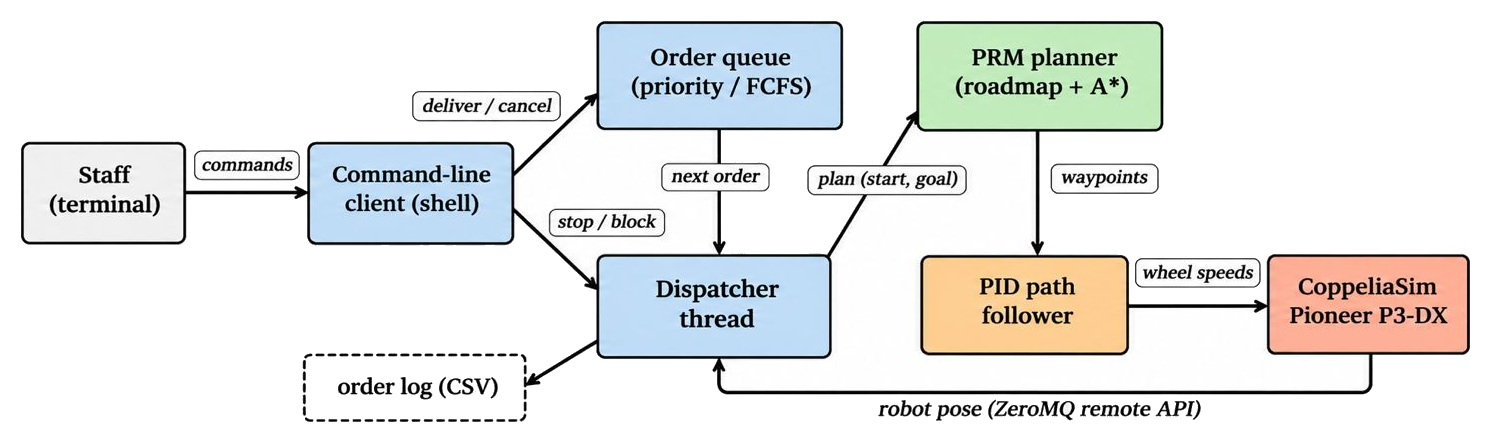 Order queue
(priority / FCFS)
PRM planner
(roadmap + A*)
deliver / cancel
Staff
(terminal)
commands
Command-line
client (shell)
next order
plan (start, goal)
waypoints
stop / block
Dispatcher
thread
PID path
follower
wheel speeds
CoppeliaSim
Pioneer P3-DX
order log (CSV)
robot pose (ZeroMQ remote API)